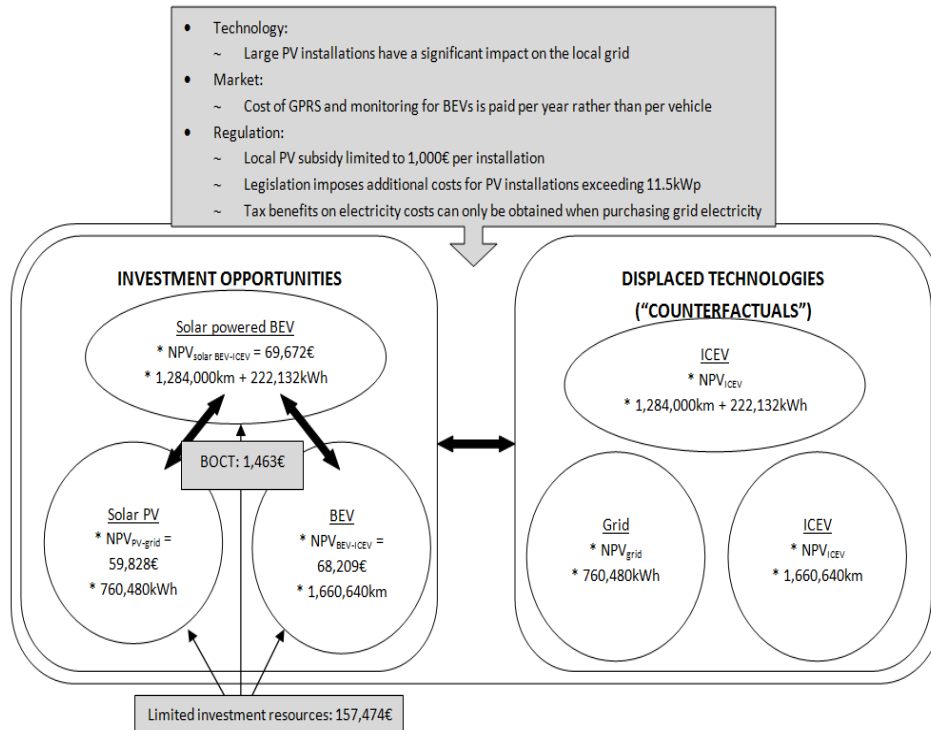 • Technology:
~ Large PV installations have a significant impact on the local grid
• Market:
~ Cost of GPRS and monitoring for BEVs is paid per year rather than per vehicle
• Regulation:
~ Local PV subsidy limited to 1,000€ per installation
~ Legislation imposes additional costs for PV installations exceeding 11.5kWp
~ Tax benefits on electricity costs can only be obtained when purchasing grid electricity
INVESTMENT OPPORTUNITIES
Solar powered BEV
* NPVsolar BEV-ICEV = 69,672€
* 1,284,000km + 222,132kWh
BOCT: 1,463€
Solar PV
* NPVPV-grid =
59,828€
* 760,480kWh
BEV
* NPVBEV-ICEV =
68,209€
* 1,660,640km
Limited investment resources: 157,474€
DISPLACED TECHNOLOGIES
("COUNTERFACTUALS")
ICEV
* NPVICEV
* 1,284,000km + 222,132kWh
Grid
* NPVgrid
* 760,480kWh
ICEV
* NPVICEV
* 1,660,640km